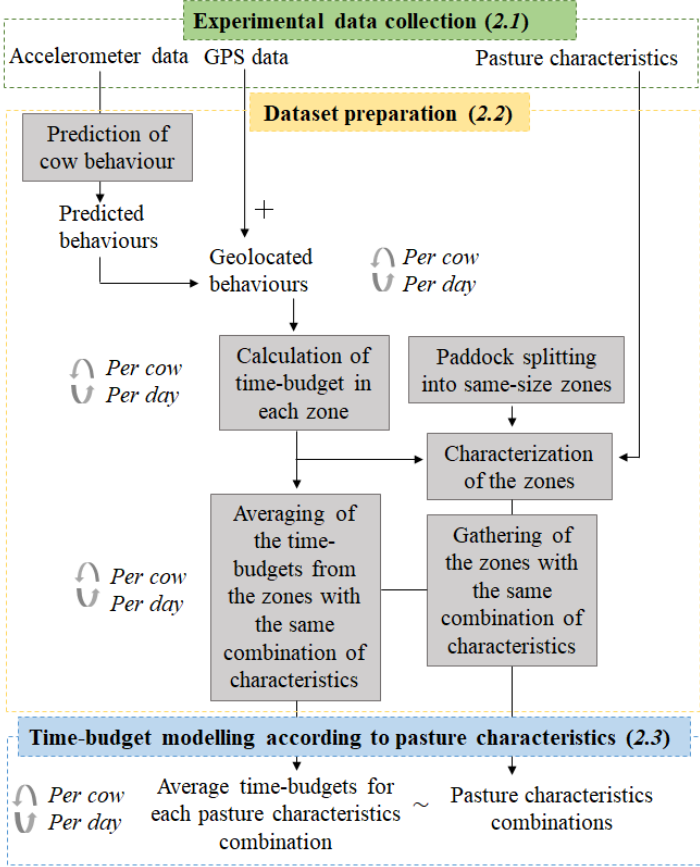 Experimental data collection (2.1)
Accelerometer data
GPS data
Pasture characteristics
Dataset preparation (2.2)
Prediction of
cow behaviour
Predicted
behaviours
+
Geolocated
behaviours
Per cow
Per day
Per cow
Per day
Calculation of
time-budget in
each zone
Paddock splitting
into same-size zones
Characterization
of the zones
Averaging of
the time-
budgets from
the zones with
the same
combination of
characteristics
Gathering of
the zones with
the same
combination of
characteristics
Per cow
Per day
Time-budget modelling according to pasture characteristics (2.3)
Per cow
Per day
Average time-budgets for
each pasture characteristics
combination
~
Pasture characteristics
combinations